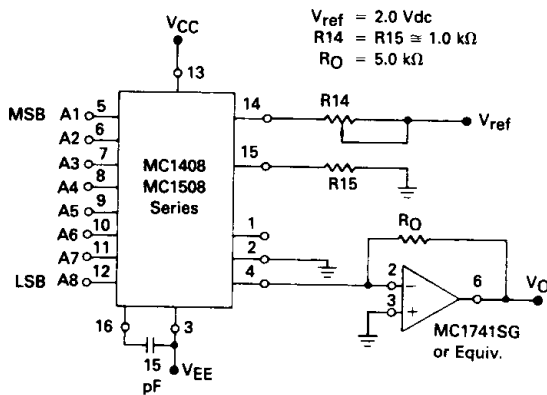 VCC
Vref = 2.0 Vdc
R14 = R15 ≅ 1.0 kΩ
RO = 5.0 kΩ
13
MSB A1 5
A2 6
A3 7
A4 8
A5 9
A6 10
A7 11
LSB A8 12
MC1408
MC1508
Series
14
R14
Vref
15
R15
1
2
4
RO
2
3
−
+
6
VO
MC1741SG
or Equiv.
16
3
15
pF
VEE